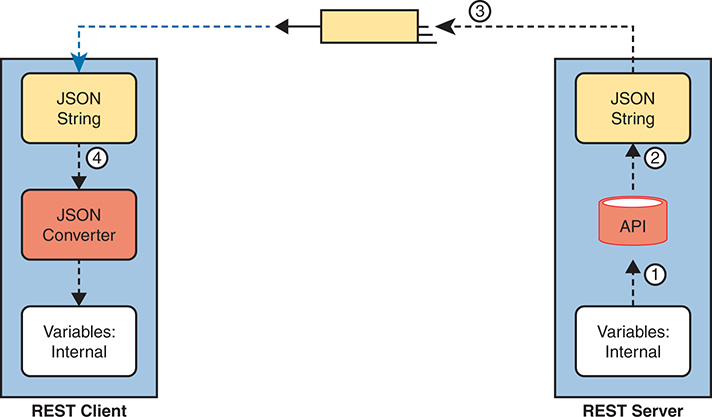 3
JSON
String
4
JSON
Converter
Variables:
Internal
REST Client
JSON
String
2
API
1
Variables:
Internal
REST Server